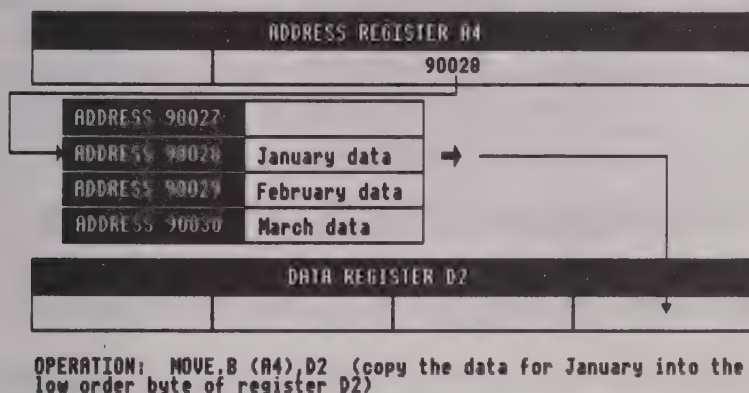 ADDRESS REGISTER A4
90028
ADDRESS 90027
ADDRESS 90028 January data
ADDRESS 90029 February data
ADDRESS 90030 March data
DATA REGISTER D2
OPERATION: MOVE.B (A4),D2 (copy the data for January into the
low order byte of register D2)